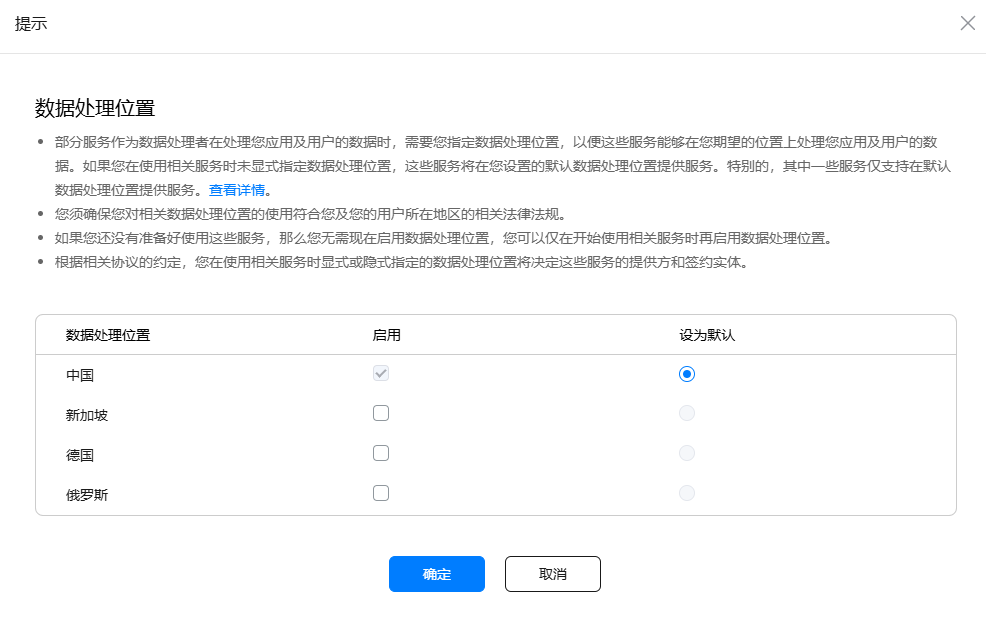 提示
数据处理位置
部分服务作为数据处理者在处理您应用及用户的数据时，需要您指定数据处理位置，以便这些服务能够在您期望的位置上处理您应用及用户的数
据。如果您在使用相关服务时未显式指定数据处理位置，这些服务将在您设置的默认数据处理位置提供服务。特别的，其中一些服务仅支持在默认
数据处理位置提供服务。查看详情。
您须确保您对相关数据处理位置的使用符合您及您的用户所在地区的相关法律法规。
如果您还没有准备好使用这些服务，那么您无需现在启用数据处理位置，您可以仅在开始使用相关服务时再启用数据处理位置。
根据相关协议的约定，您在使用相关服务时显式或隐式指定的数据处理位置将决定这些服务的提供方和签约实体。
数据处理位置 启用 设为默认
中国
新加坡
德国
俄罗斯
确定 取消